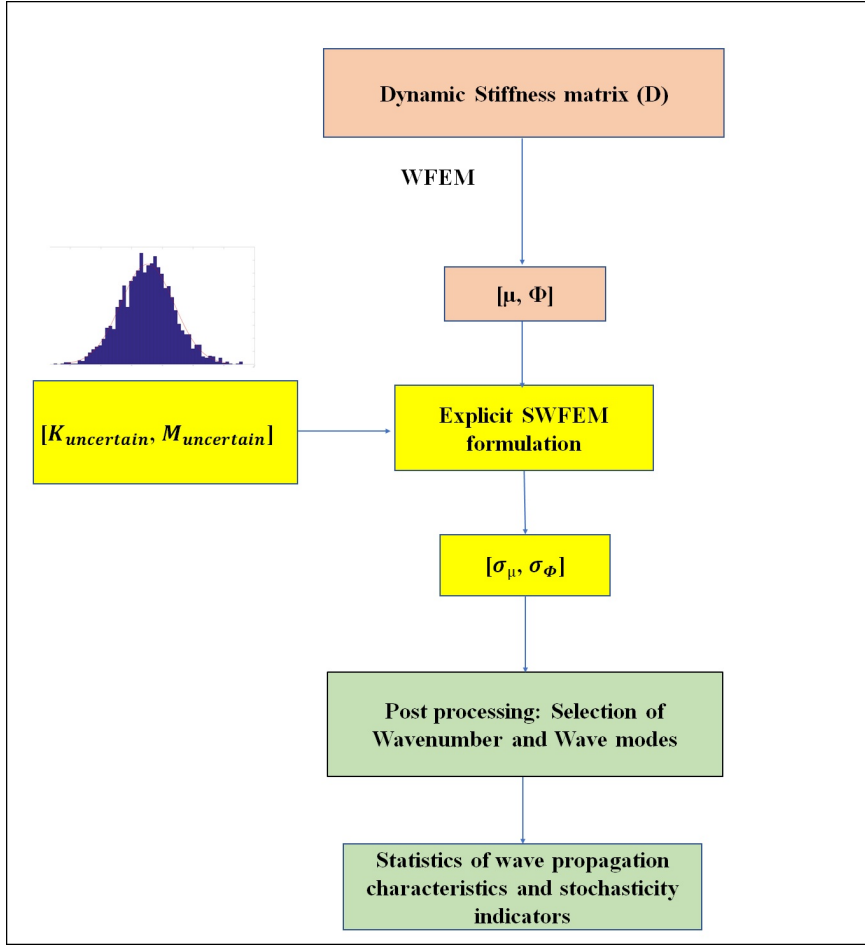 Dynamic Stiffness matrix (D)
WFEM
[μ, Φ]
[K_uncertain, M_uncertain]
Explicit SWFEM
formulation
[σ_μ, σ_Φ]
Post processing: Selection of
Wavenumber and Wave modes
Statistics of wave propagation
characteristics and stochasticity
indicators